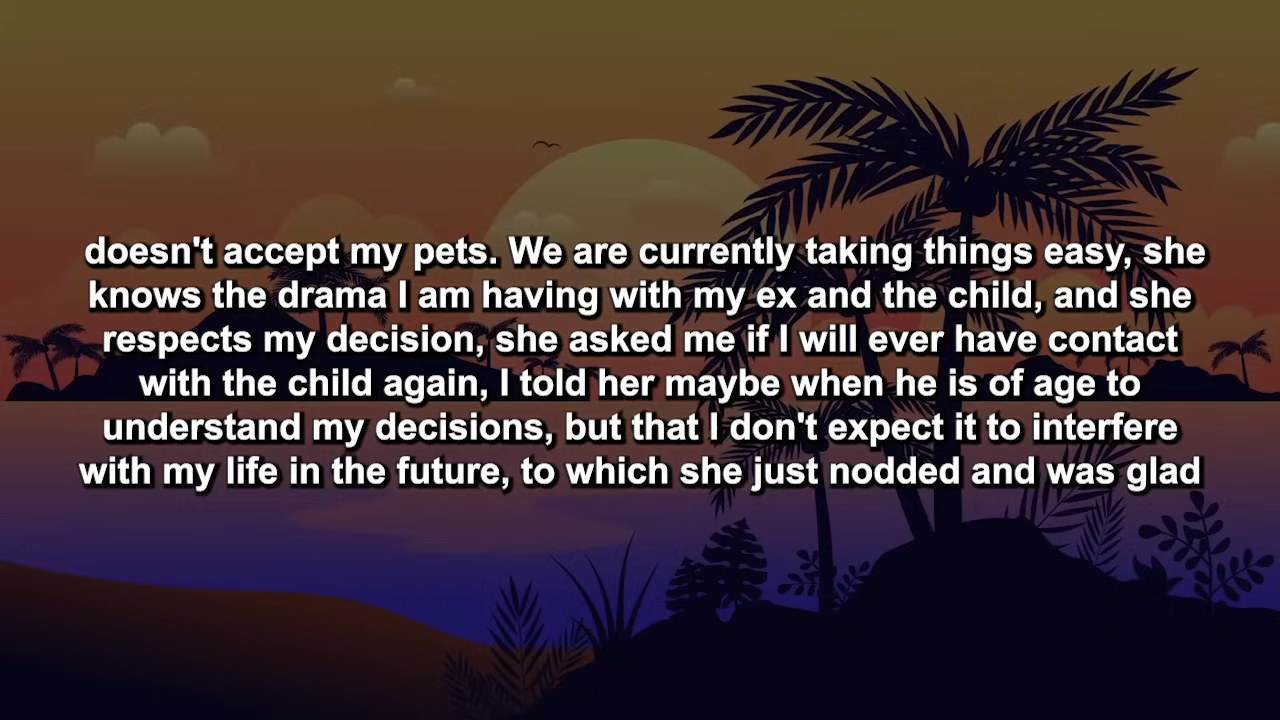 doesn't accept my pets. We are currently taking things easy, she
knows the drama I am having with my ex and the child, and she
respects my decision, she asked me if I will ever have contact
with the child again, I told her maybe when he is of age to
understand my decisions, but that I don't expect it to interfere
with my life in the future, to which she just nodded and was glad